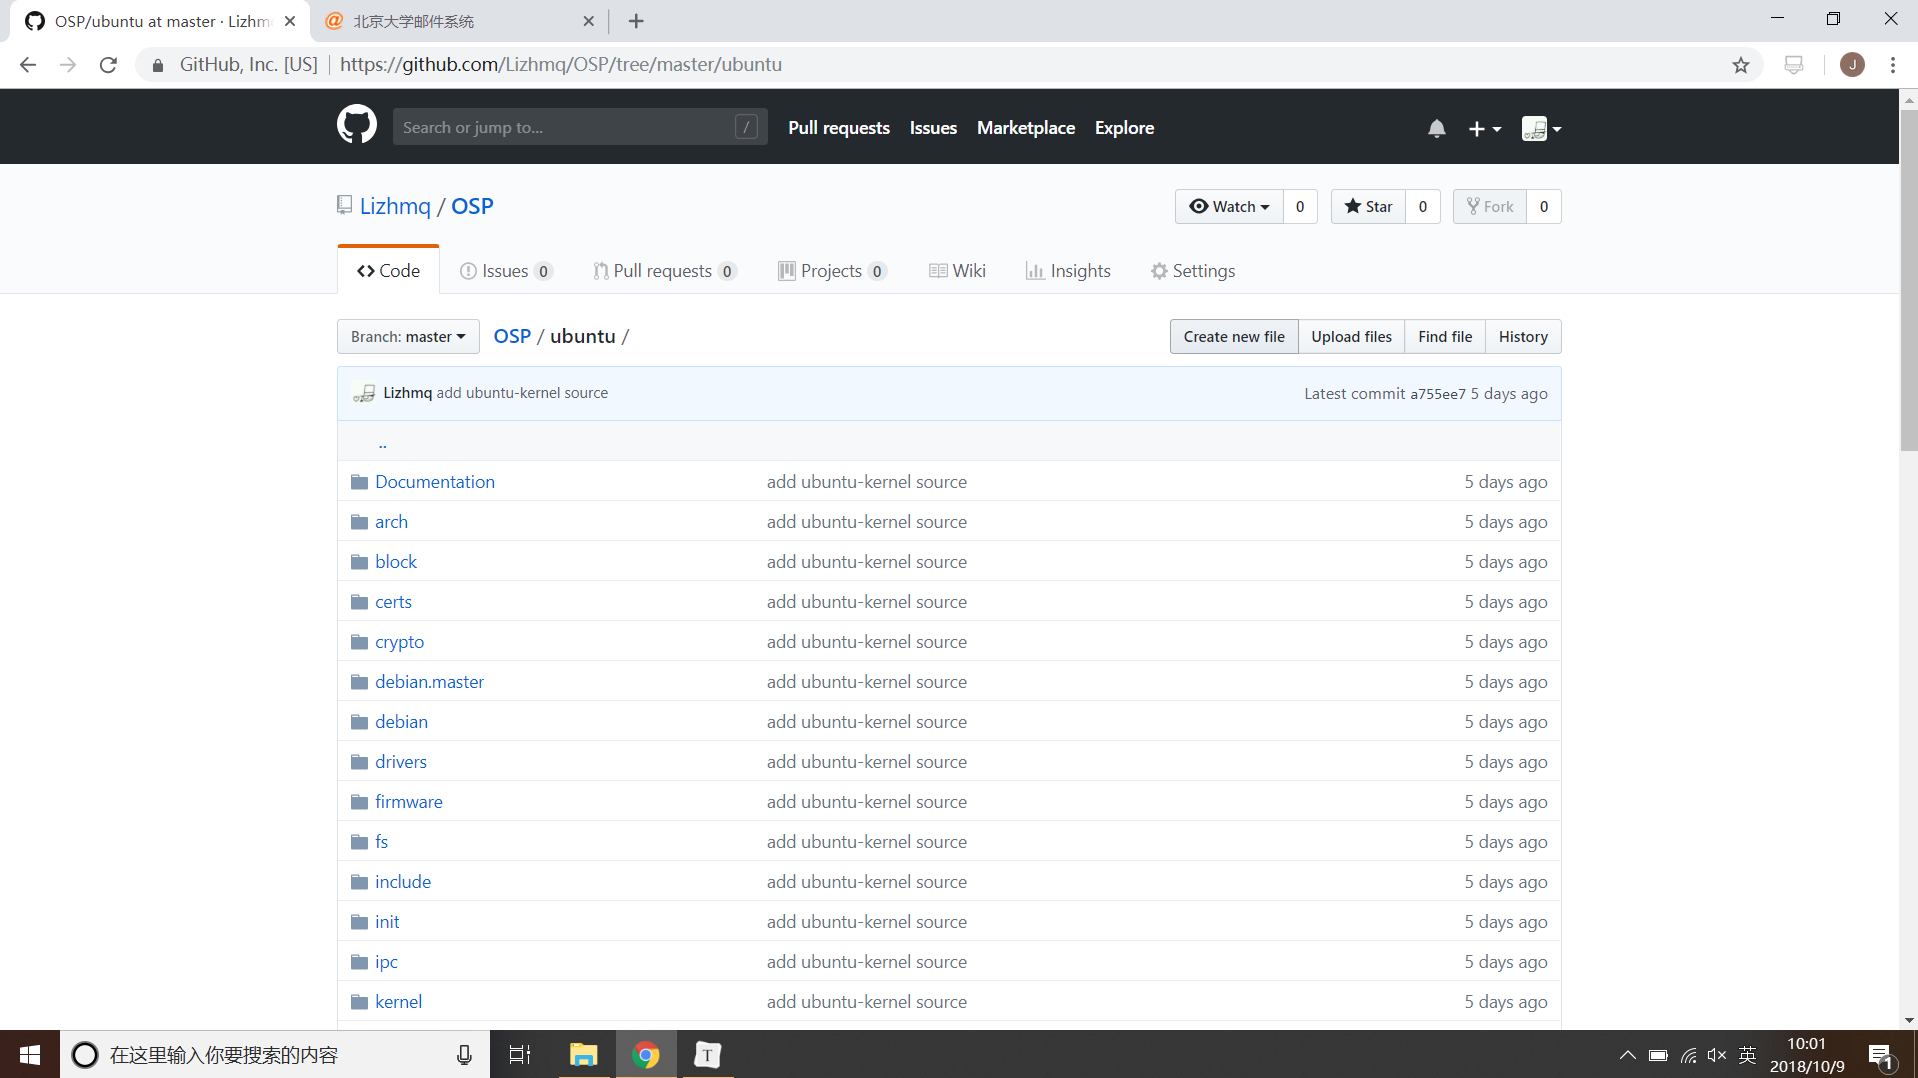 OSP/ubuntu at master · Lizhm
北京大学邮件系统
GitHub, Inc. [US]
https://github.com/Lizhmq/OSP/tree/master/ubuntu
J
Search or jump to...
/
Pull requests
Issues
Marketplace
Explore
Lizhmq / OSP
Watch
0
Star
0
Fork
0
Code
Issues 0
Pull requests 0
Projects 0
Wiki
Insights
Settings
Branch: master
OSP / ubuntu /
Create new file
Upload files
Find file
History
Lizhmq add ubuntu-kernel source
Latest commit a755ee7 5 days ago
..
Documentation add ubuntu-kernel source 5 days ago
arch add ubuntu-kernel source 5 days ago
block add ubuntu-kernel source 5 days ago
certs add ubuntu-kernel source 5 days ago
crypto add ubuntu-kernel source 5 days ago
debian.master add ubuntu-kernel source 5 days ago
debian add ubuntu-kernel source 5 days ago
drivers add ubuntu-kernel source 5 days ago
firmware add ubuntu-kernel source 5 days ago
fs add ubuntu-kernel source 5 days ago
include add ubuntu-kernel source 5 days ago
init add ubuntu-kernel source 5 days ago
ipc add ubuntu-kernel source 5 days ago
kernel add ubuntu-kernel source 5 days ago
在这里输入你要搜索的内容
T
英
10:01
2018/10/9
1